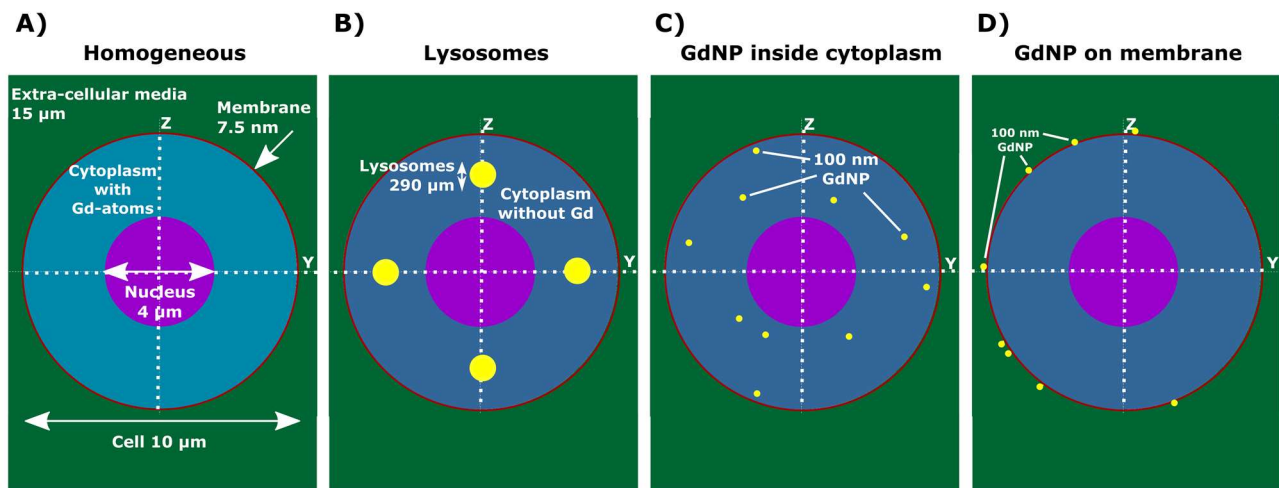 A)
Homogeneous
Extra-cellular media
15 µm
Z
Membrane
7.5 nm
Cytoplasm
with
Gd-atoms
Y
Nucleus
4 µm
Cell 10 µm
B)
Lysosomes
Z
Lysosomes
290 µm
Cytoplasm
without Gd
Y
C)
GdNP inside cytoplasm
Z
100 nm
GdNP
Y
D)
GdNP on membrane
Z
100 nm
GdNP
Y